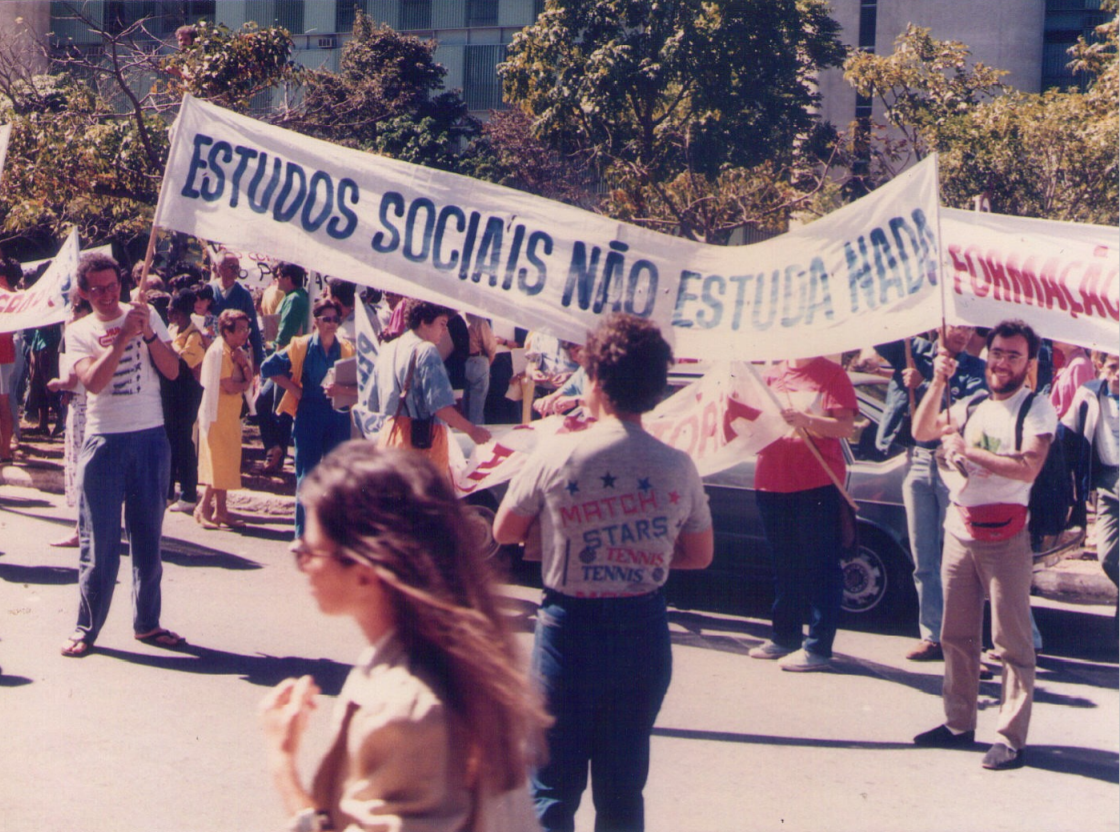 ESTUDOS SOCIAIS NÃO ESTUDA NADA
FORMAÇÃ
MATCH
STARS
TENNIS
TENNIS